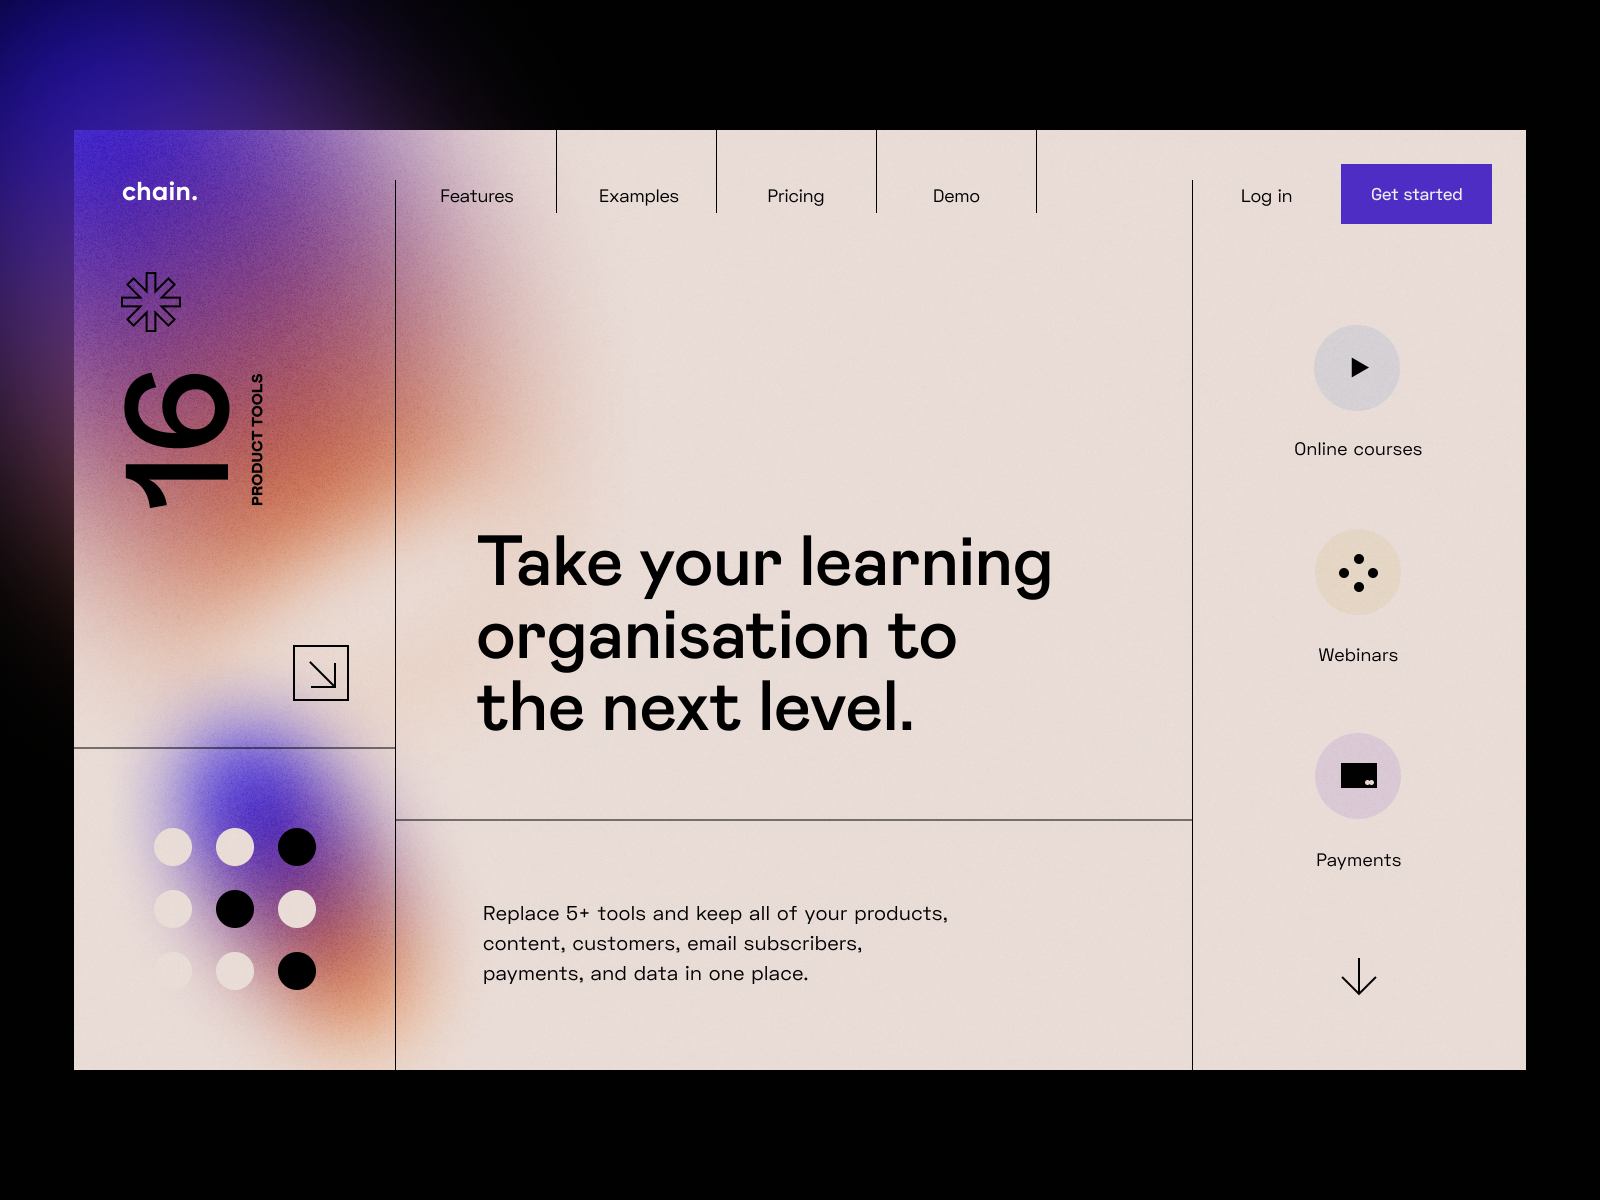 chain.
Features
Examples
Pricing
Demo
Log in
Get started
16
PRODUCT TOOLS
Take your learning
organisation to
the next level.
Replace 5+ tools and keep all of your products,
content, customers, email subscribers,
payments, and data in one place.
Online courses
Webinars
Payments